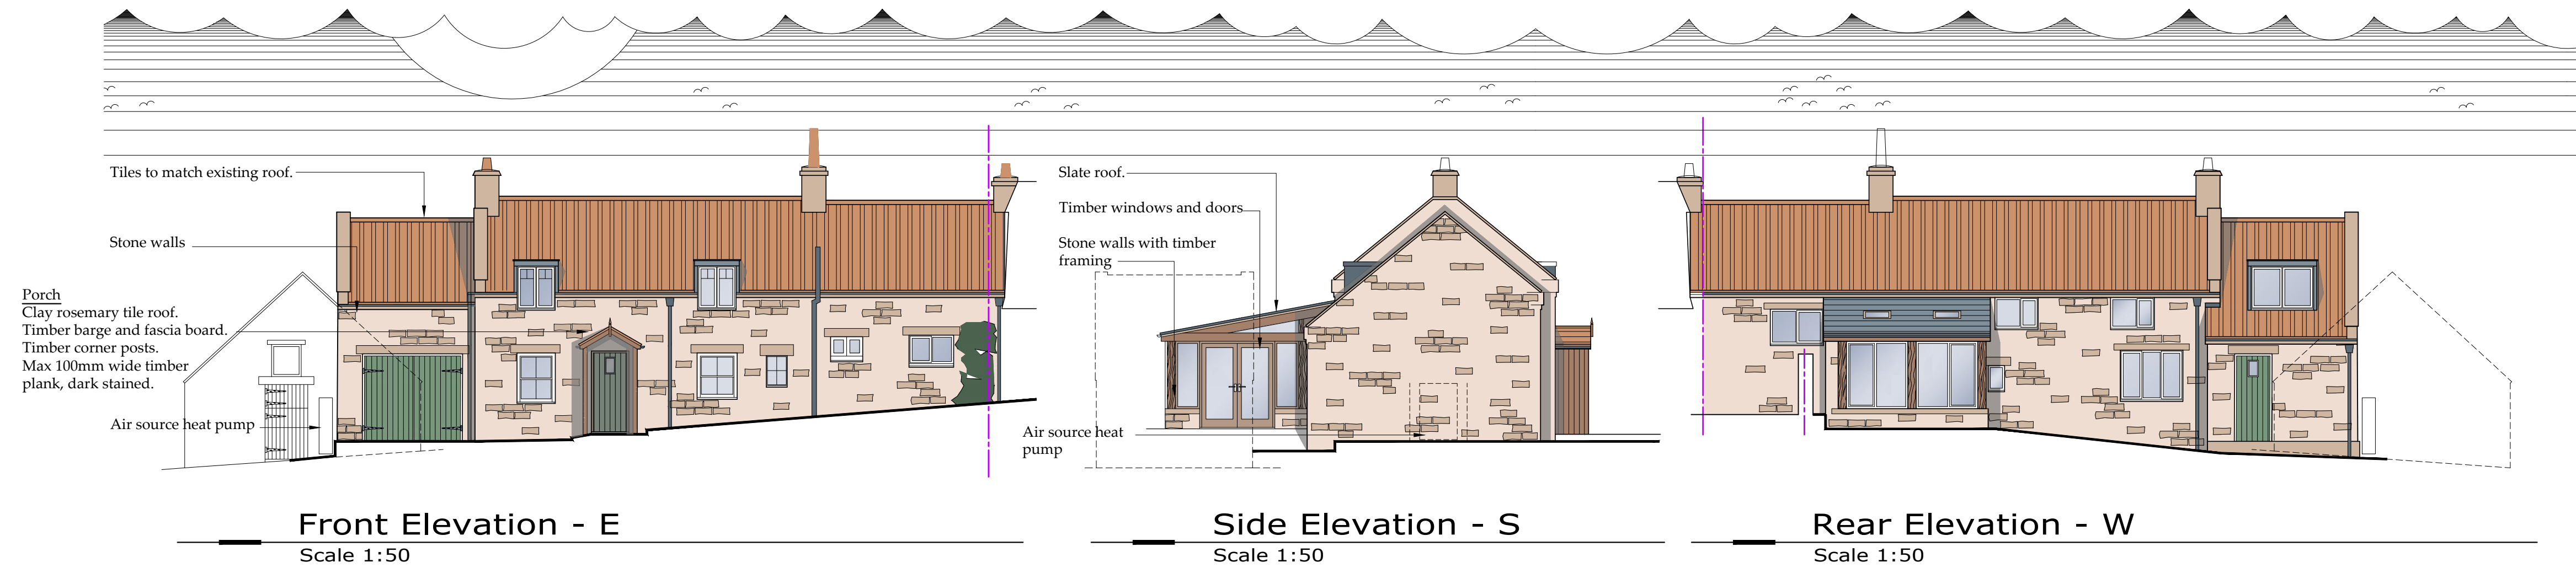 Tiles to match existing roof.
Stone walls
Porch
Clay rosemary tile roof.
Timber barge and fascia board.
Timber corner posts.
Max 100mm wide timber
plank, dark stained.
Air source heat pump
Front Elevation - E
Scale 1:50
Slate roof.
Timber windows and doors
Stone walls with timber
framing
Air source heat
pump
Side Elevation - S
Scale 1:50
Rear Elevation - W
Scale 1:50